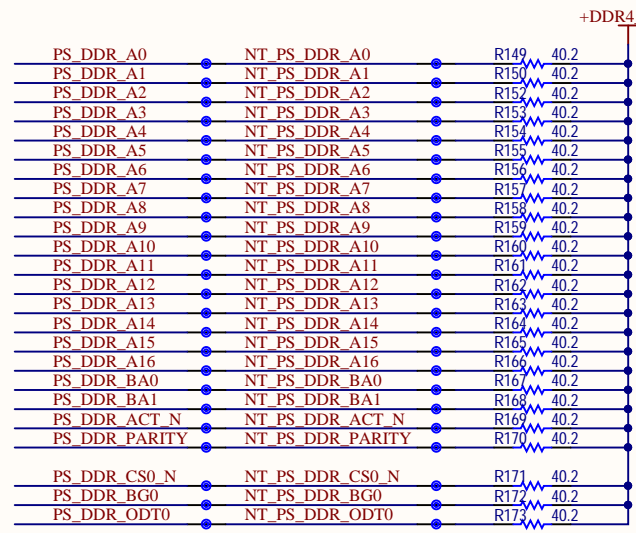 +DDR4
PS_DDR_A0 NT_PS_DDR_A0 R149 40.2
PS_DDR_A1 NT_PS_DDR_A1 R150 40.2
PS_DDR_A2 NT_PS_DDR_A2 R152 40.2
PS_DDR_A3 NT_PS_DDR_A3 R153 40.2
PS_DDR_A4 NT_PS_DDR_A4 R154 40.2
PS_DDR_A5 NT_PS_DDR_A5 R155 40.2
PS_DDR_A6 NT_PS_DDR_A6 R156 40.2
PS_DDR_A7 NT_PS_DDR_A7 R157 40.2
PS_DDR_A8 NT_PS_DDR_A8 R158 40.2
PS_DDR_A9 NT_PS_DDR_A9 R159 40.2
PS_DDR_A10 NT_PS_DDR_A10 R160 40.2
PS_DDR_A11 NT_PS_DDR_A11 R161 40.2
PS_DDR_A12 NT_PS_DDR_A12 R162 40.2
PS_DDR_A13 NT_PS_DDR_A13 R163 40.2
PS_DDR_A14 NT_PS_DDR_A14 R164 40.2
PS_DDR_A15 NT_PS_DDR_A15 R165 40.2
PS_DDR_A16 NT_PS_DDR_A16 R166 40.2
PS_DDR_BA0 NT_PS_DDR_BA0 R167 40.2
PS_DDR_BA1 NT_PS_DDR_BA1 R168 40.2
PS_DDR_ACT_N NT_PS_DDR_ACT_N R169 40.2
PS_DDR_PARITY NT_PS_DDR_PARITY R170 40.2
PS_DDR_CS0_N NT_PS_DDR_CS0_N R171 40.2
PS_DDR_BG0 NT_PS_DDR_BG0 R172 40.2
PS_DDR_ODT0 NT_PS_DDR_ODT0 R173 40.2